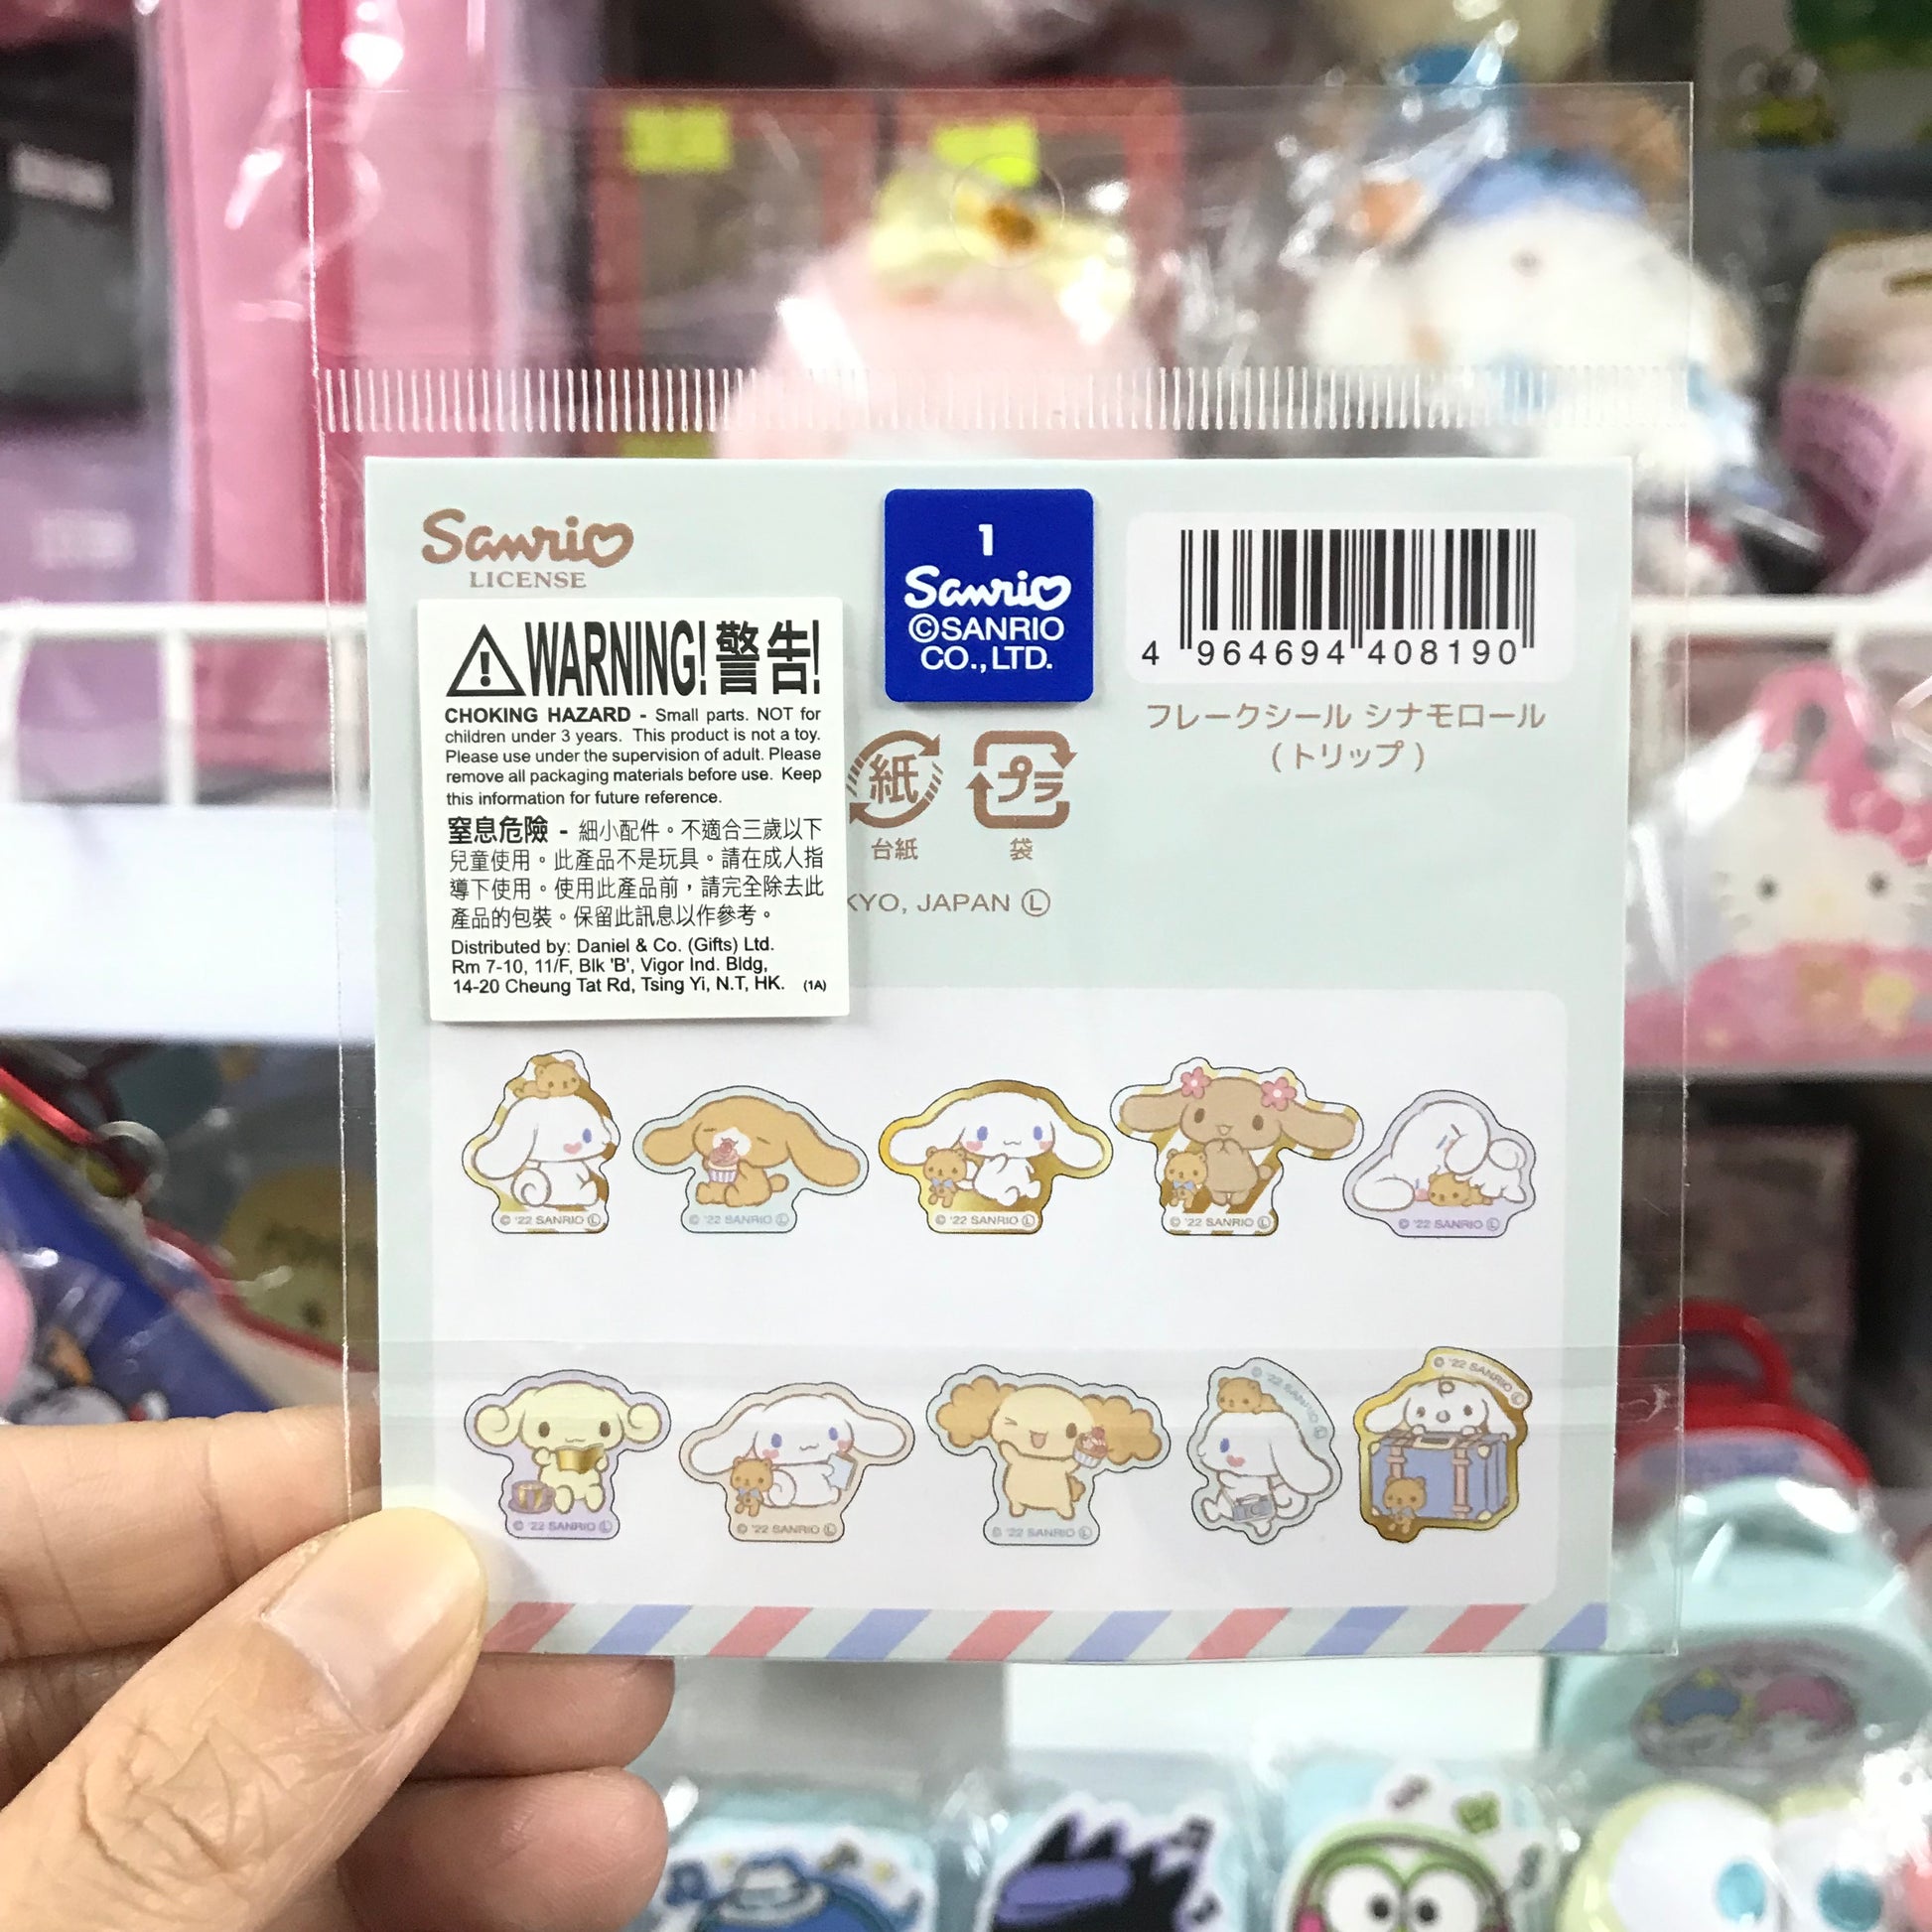 Sanrio
LICENSE
1
Sanrio
©SANRIO
CO.,LTD.
4 964694 408190
フレークシール シナモロール
(トリップ)
WARNING! 警告!
CHOKING HAZARD - Small parts. NOT for
children under 3 years. This product is not a toy.
Please use under the supervision of adult. Please
remove all packaging materials before use. Keep
this information for future reference.
窒息危險 - 細小配件。不適合三歲以下
兒童使用。此產品不是玩具。請在成人指
導下使用。使用此產品前,請完全除去此
產品的包裝。保留此訊息以作參考。
Distributed by: Daniel & Co. (Gifts) Ltd.
Rm 7-10, 11/F, Blk 'B', Vigor Ind. Bldg,
14-20 Cheung Tat Rd, Tsing Yi, N.T, HK. (1A)
紙
プラ
台紙
袋
KYO, JAPAN Ⓛ
© '22 SANRIO Ⓛ
© '22 SANRIO Ⓛ
© '22 SANRIO Ⓛ
© '22 SANRIO Ⓛ
© '22 SANRIO Ⓛ
© '22 SANRIO Ⓛ
© '22 SANRIO Ⓛ
© '22 SANRIO Ⓛ
© '22 SANRIO Ⓛ
© '22 SANRIO Ⓛ